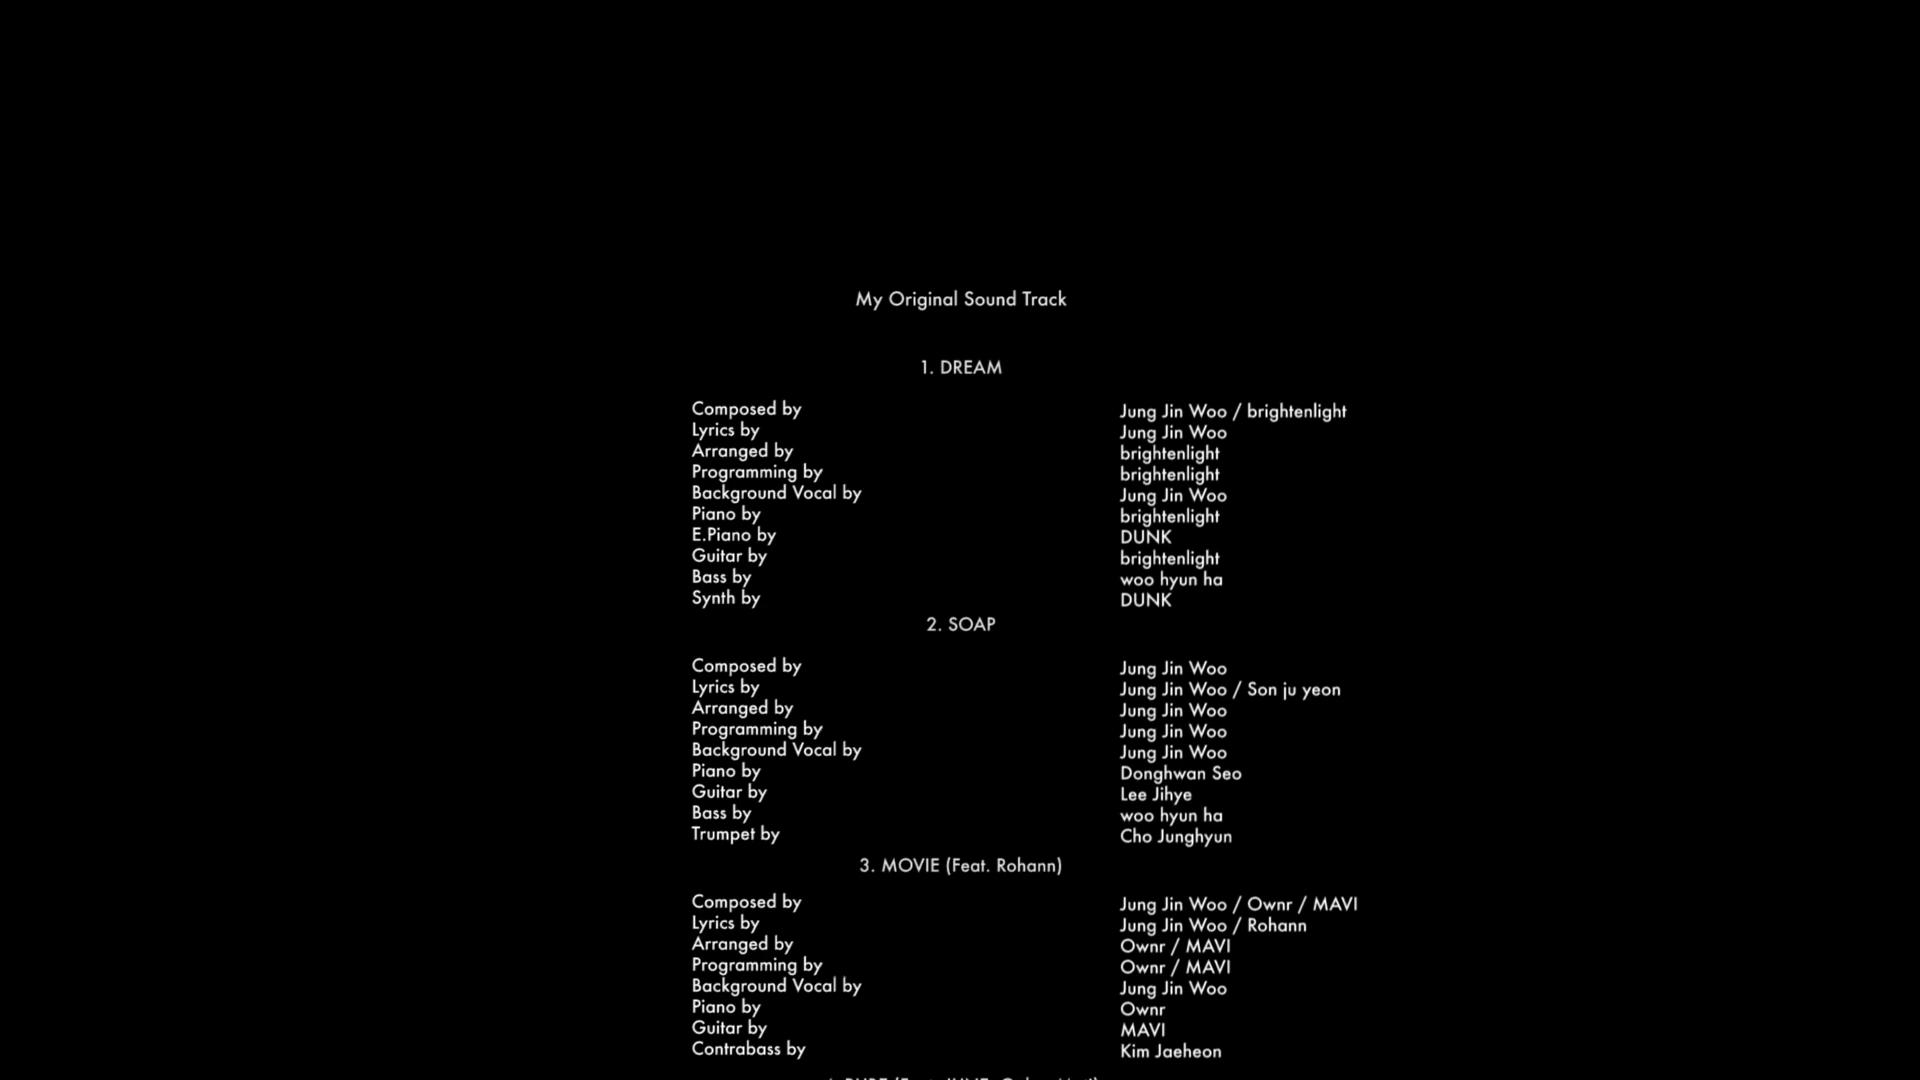 My Original Sound Track
1. DREAM
Composed by Jung Jin Woo / brightenlight
Lyrics by Jung Jin Woo
Arranged by brightenlight
Programming by brightenlight
Background Vocal by Jung Jin Woo
Piano by brightenlight
E.Piano by DUNK
Guitar by brightenlight
Bass by woo hyun ha
Synth by DUNK
2. SOAP
Composed by Jung Jin Woo
Lyrics by Jung Jin Woo / Son ju yeon
Arranged by Jung Jin Woo
Programming by Jung Jin Woo
Background Vocal by Jung Jin Woo
Piano by Donghwan Seo
Guitar by Lee Jihye
Bass by woo hyun ha
Trumpet by Cho Junghyun
3. MOVIE (Feat. Rohann)
Composed by Jung Jin Woo / Ownr / MAVI
Lyrics by Jung Jin Woo / Rohann
Arranged by Ownr / MAVI
Programming by Ownr / MAVI
Background Vocal by Jung Jin Woo
Piano by Ownr
Guitar by MAVI
Contrabass by Kim Jaeheon